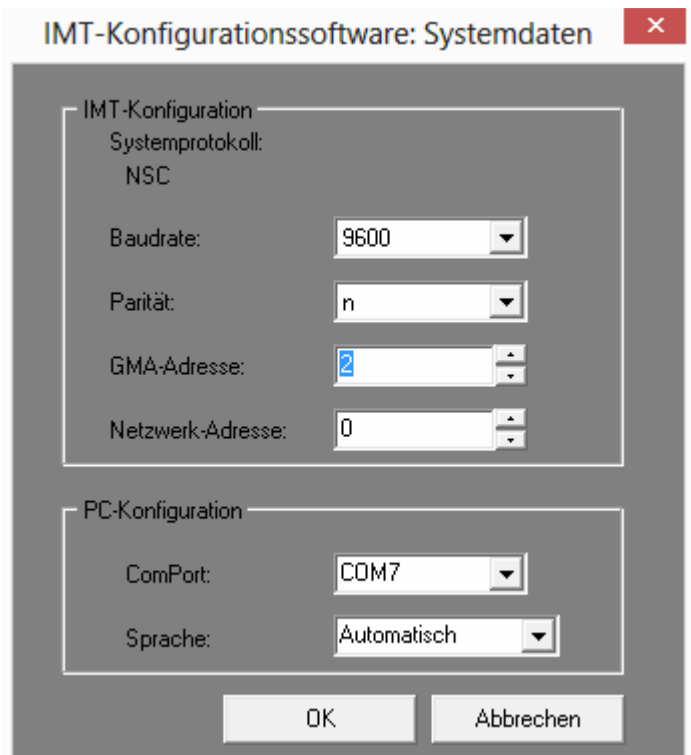 IMT-Konfigurationssoftware: Systemdaten
IMT-Konfiguration
Systemprotokoll:
NSC
Baudrate: 9600
Parität: n
GMA-Adresse: 2
Netzwerk-Adresse: 0
PC-Konfiguration
ComPort: COM7
Sprache: Automatisch
OK Abbrechen